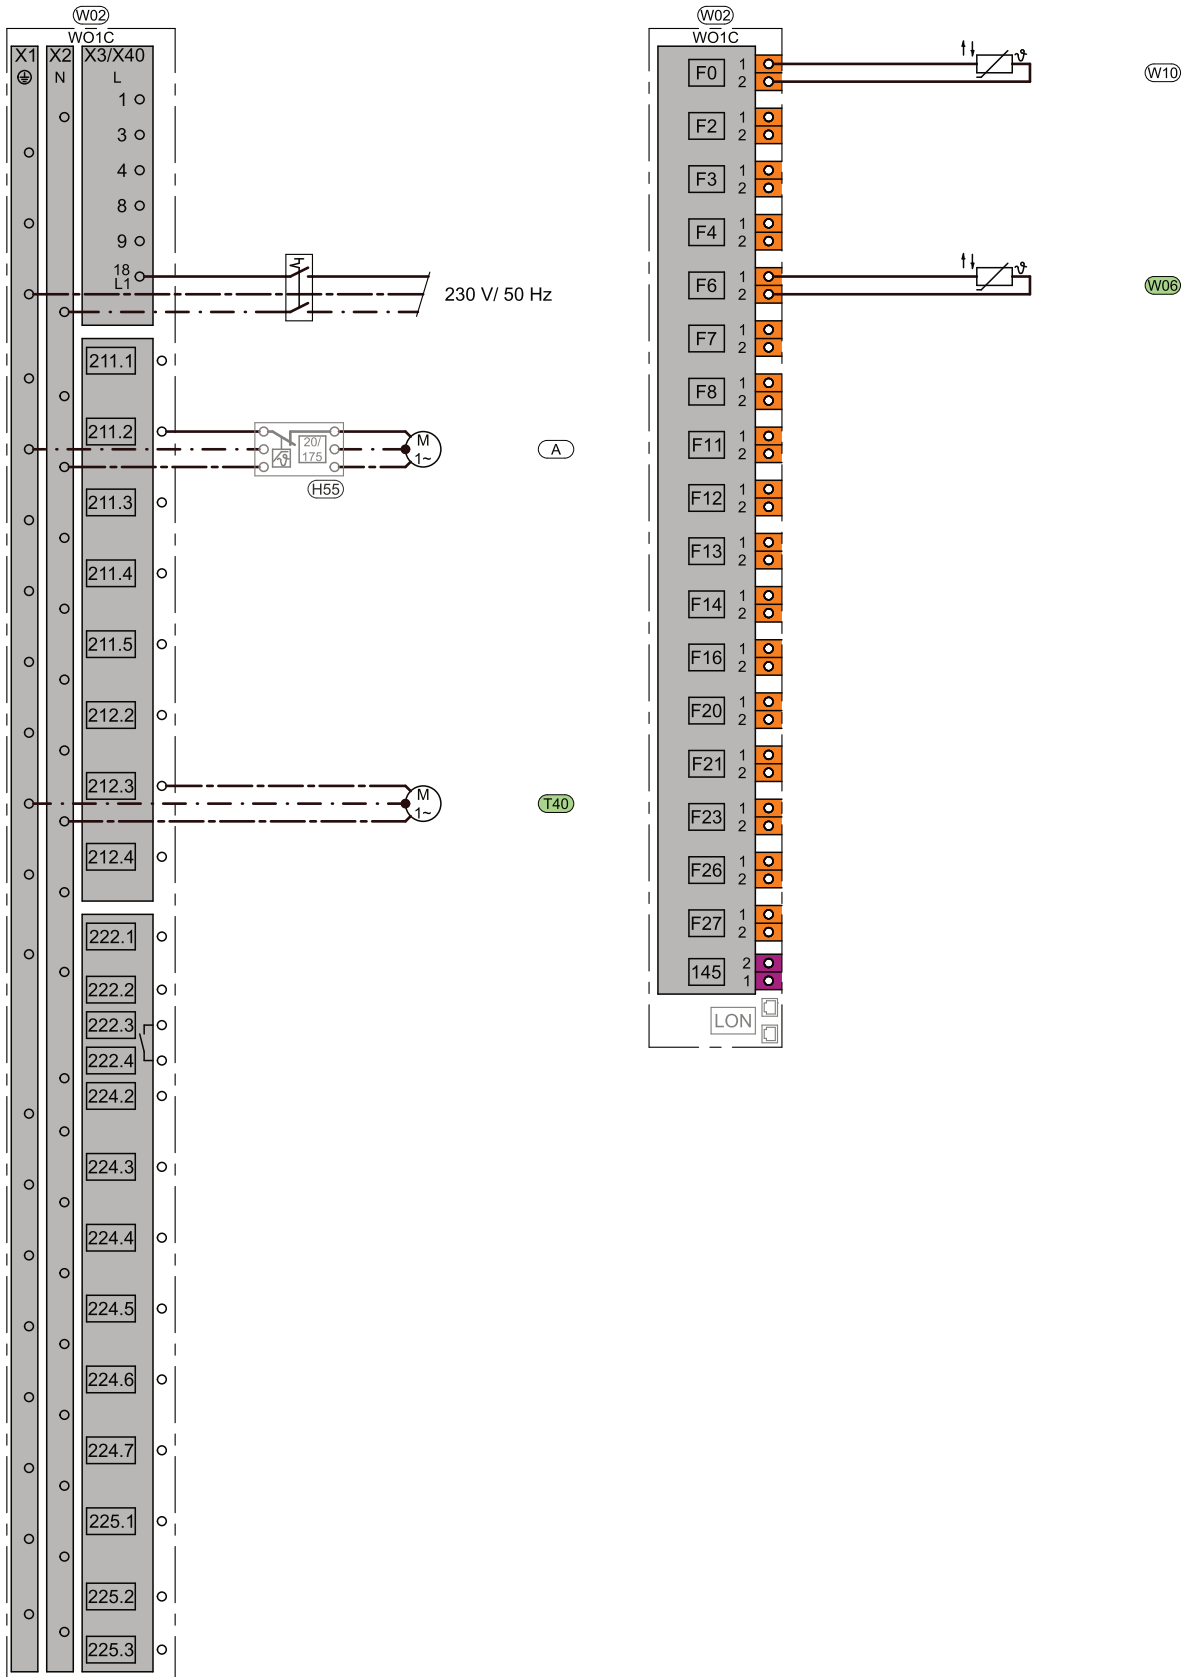 W02
WO1C
X1 X2 X3/X40
N L
1
3
4
8
9
18
L1
230 V/ 50 Hz
211.1
211.2
20/
175
M
1~
A
H55
211.3
211.4
211.5
212.2
212.3
M
1~
T40
212.4
222.1
222.2
222.3
222.4
224.2
224.3
224.4
224.5
224.6
224.7
225.1
225.2
225.3
W02
WO1C
F0 1
2
ϑ
W10
F2 1
2
F3 1
2
F4 1
2
F6 1
2
ϑ
W06
F7 1
2
F8 1
2
F11 1
2
F12 1
2
F13 1
2
F14 1
2
F16 1
2
F20 1
2
F21 1
2
F23 1
2
F26 1
2
F27 1
2
145 2
1
LON